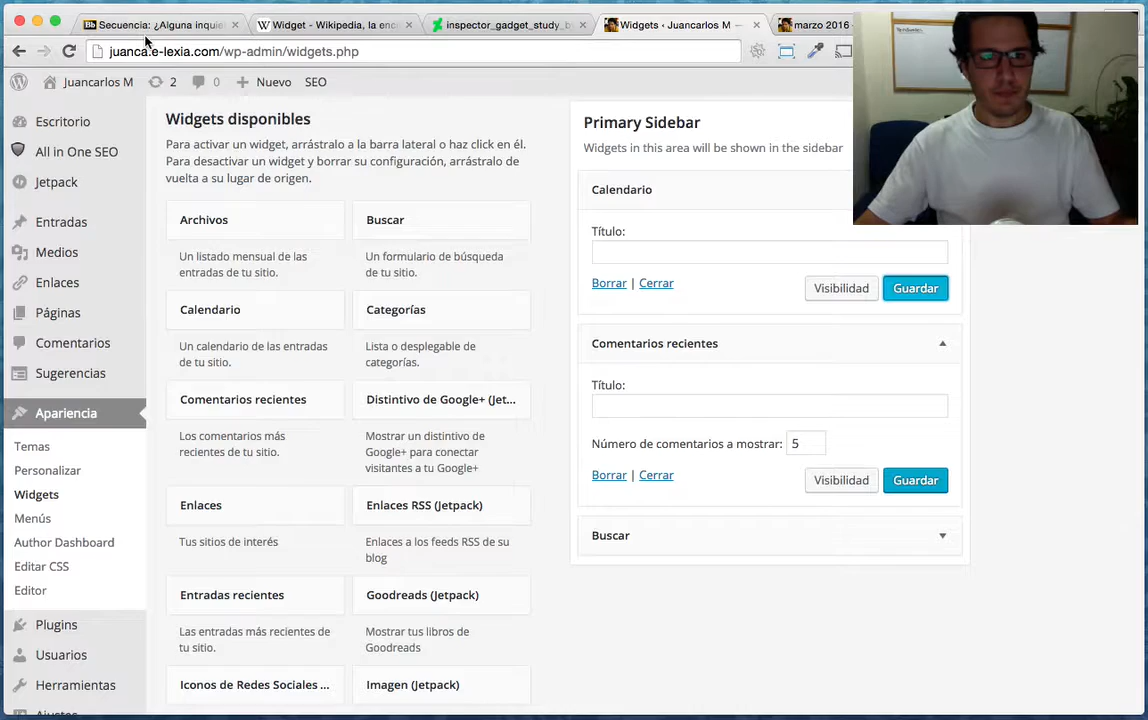 Secuencia: ¿Alguna inquie
Widget - Wikipedia, la enci
inspector_gadget_study_b
Widgets ‹ Juancarlos M —
marzo 2016
juanca.e-lexia.com/wp-admin/widgets.php
Juancarlos M
2
0
Nuevo
SEO
Escritorio
All in One SEO
Jetpack
Entradas
Medios
Enlaces
Páginas
Comentarios
Sugerencias
Apariencia
Temas
Personalizar
Widgets
Menús
Author Dashboard
Editar CSS
Editor
Plugins
Usuarios
Herramientas
Ajustes
Widgets disponibles
Para activar un widget, arrástralo a la barra lateral o haz click en él.
Para desactivar un widget y borrar su configuración, arrástralo de
vuelta a su lugar de origen.
Archivos
Un listado mensual de las
entradas de tu sitio.
Buscar
Un formulario de búsqueda
de tu sitio.
Calendario
Un calendario de las entradas
de tu sitio.
Categorías
Lista o desplegable de
categorías.
Comentarios recientes
Los comentarios más
recientes de tu sitio.
Distintivo de Google+ (Jet...
Mostrar un distintivo de
Google+ para conectar
visitantes a tu Google+
Enlaces
Tus sitios de interés
Enlaces RSS (Jetpack)
Enlaces a los feeds RSS de su
blog
Entradas recientes
Las entradas más recientes de
tu sitio.
Goodreads (Jetpack)
Mostrar tus libros de
Goodreads
Iconos de Redes Sociales ...
Imagen (Jetpack)
Primary Sidebar
Widgets in this area will be shown in the sidebar
Calendario
Título:
Borrar | Cerrar
Visibilidad
Guardar
Comentarios recientes
Título:
Número de comentarios a mostrar: 5
Borrar | Cerrar
Visibilidad
Guardar
Buscar